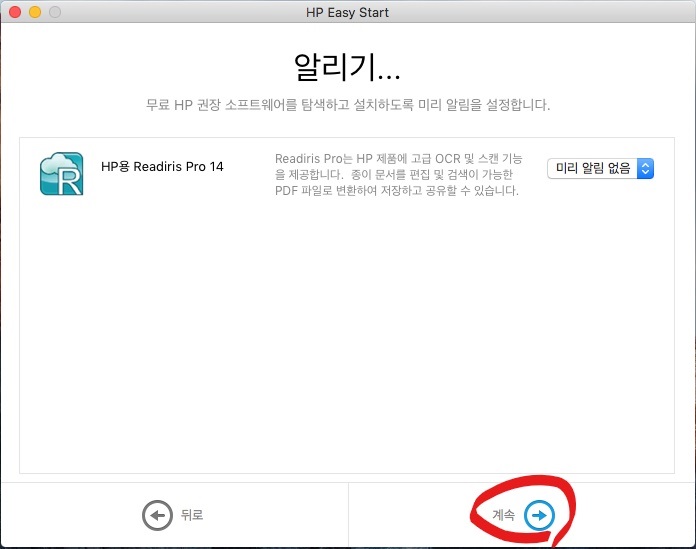 HP Easy Start
알리기...
무료 HP 권장 소프트웨어를 탐색하고 설치하도록 미리 알림을 설정합니다.
R
HP용 Readiris Pro 14
Readiris Pro는 HP 제품에 고급 OCR 및 스캔 기능
을 제공합니다. 종이 문서를 편집 및 검색이 가능한
PDF 파일로 변환하여 저장하고 공유할 수 있습니다.
미리 알림 없음
뒤로
계속